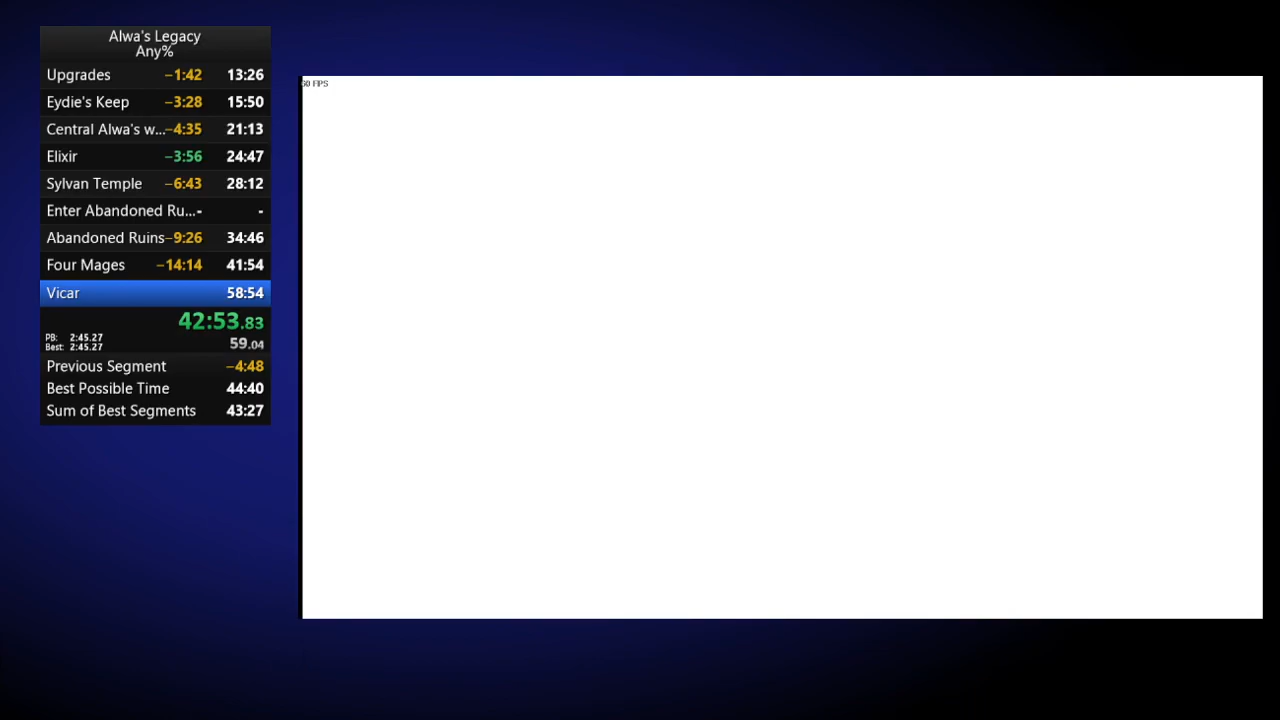 Alwa's Legacy
Any%
Upgrades −1:42 13:26
Eydie's Keep −3:28 15:50
Central Alwa's w... −4:35 21:13
Elixir −3:56 24:47
Sylvan Temple −6:43 28:12
Enter Abandoned Ru... - -
Abandoned Ruins −9:26 34:46
Four Mages −14:14 41:54
Vicar 58:54
42:53.83
PB: 2:45.27
Best: 2:45.27
59.04
Previous Segment −4:48
Best Possible Time 44:40
Sum of Best Segments 43:27
60 FPS